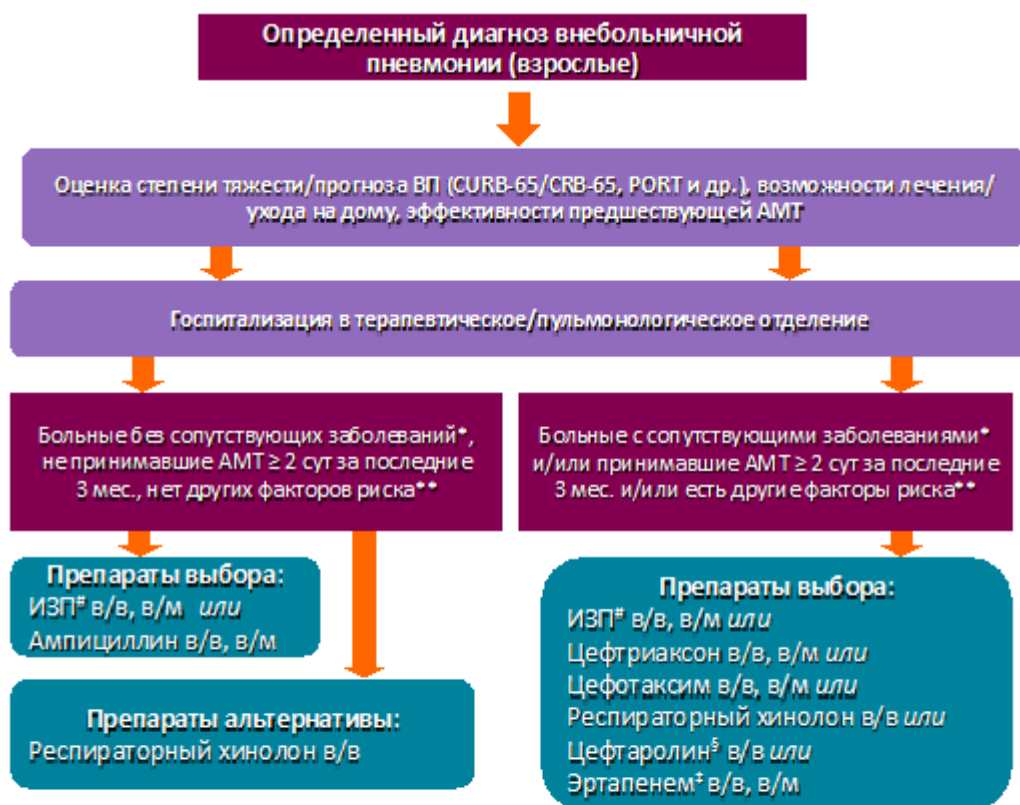 Определенный диагноз внебольничной
пневмонии (взрослые)
Оценка степени тяжести/прогноза ВП (CURB-65/CRB-65, PORT и др.), возможности лечения/
ухода на дому, эффективности предшествующей АМТ
Госпитализация в терапевтическое/пульмонологическое отделение
Больные без сопутствующих заболеваний*,
не принимавшие АМТ ≥ 2 сут за последние
3 мес., нет других факторов риска**
Больные с сопутствующими заболеваниями*
и/или принимавшие АМТ ≥ 2 сут за последние
3 мес. и/или есть другие факторы риска**
Препараты выбора:
ИЗП# в/в, в/м или
Ампициллин в/в, в/м
Препараты альтернативы:
Респираторный хинолон в/в
Препараты выбора:
ИЗП# в/в, в/м или
Цефтриаксон в/в, в/м или
Цефотаксим в/в, в/м или
Респираторный хинолон в/в или
Цефтаролин§ в/в или
Эртапенем‡ в/в, в/м